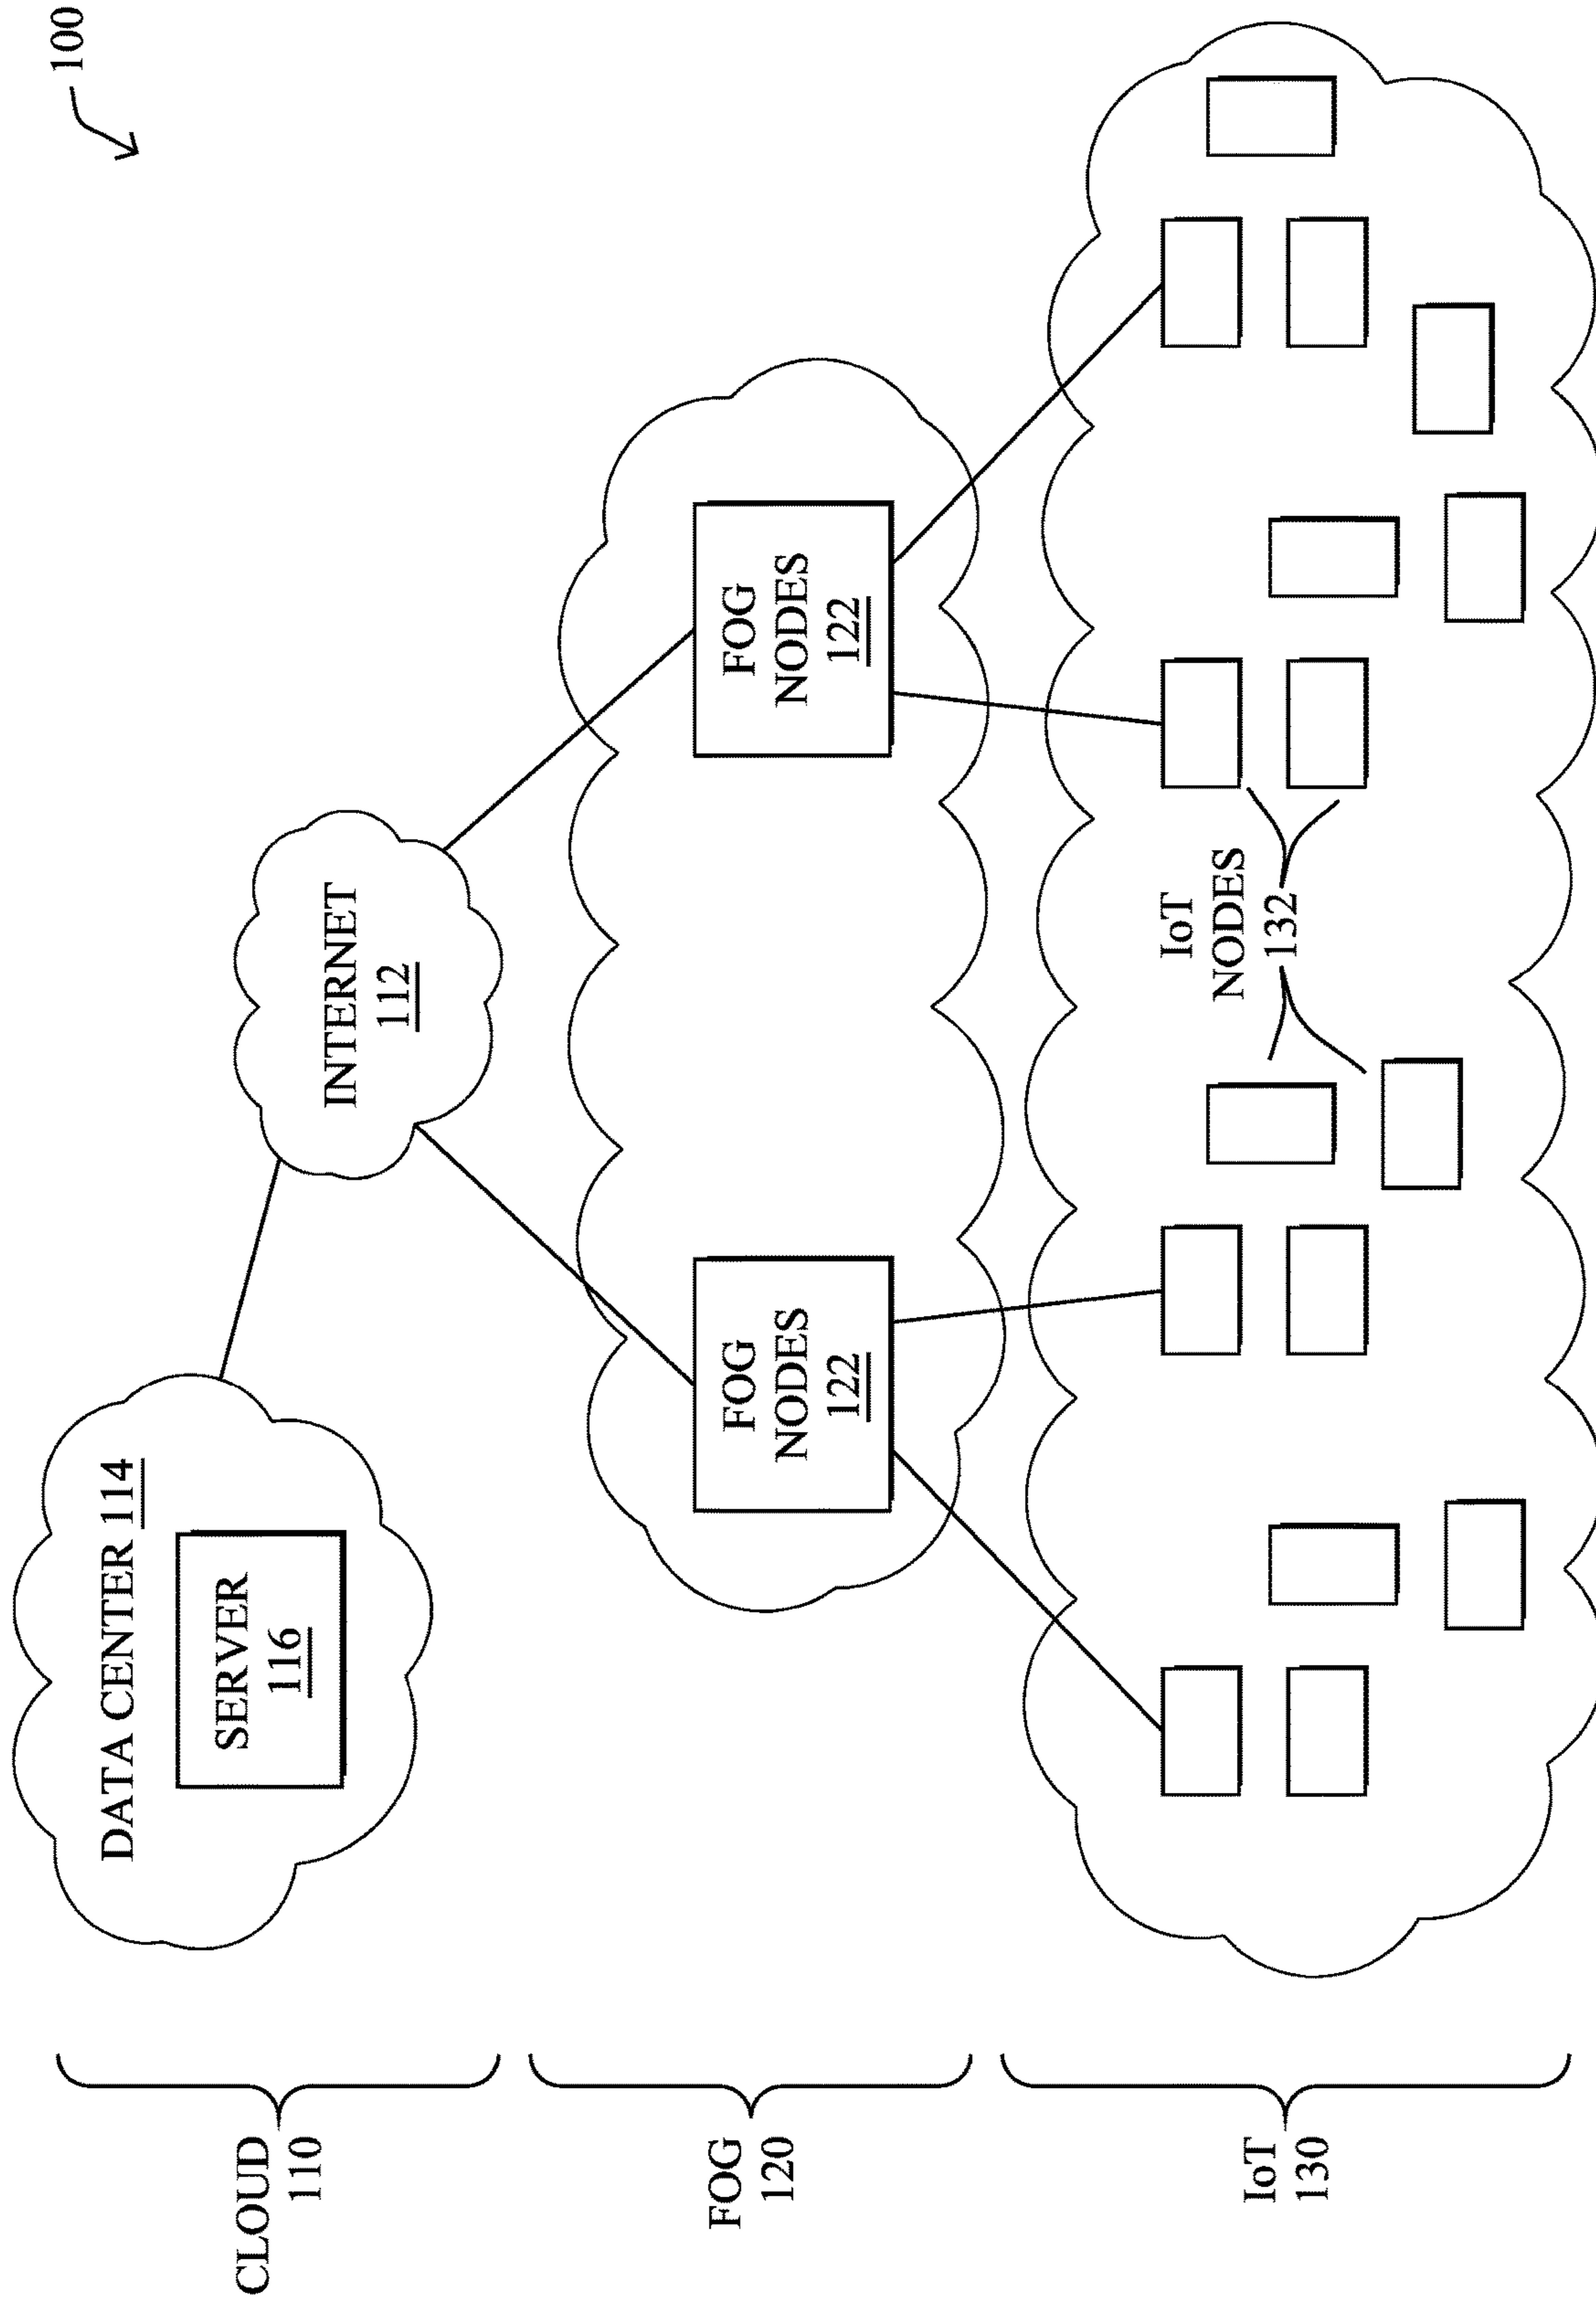 100
CLOUD
110
DATA CENTER 114
SERVER
116
INTERNET
112
FOG
120
FOG
NODES
122
FOG
NODES
122
IoT
130
IoT
NODES
132